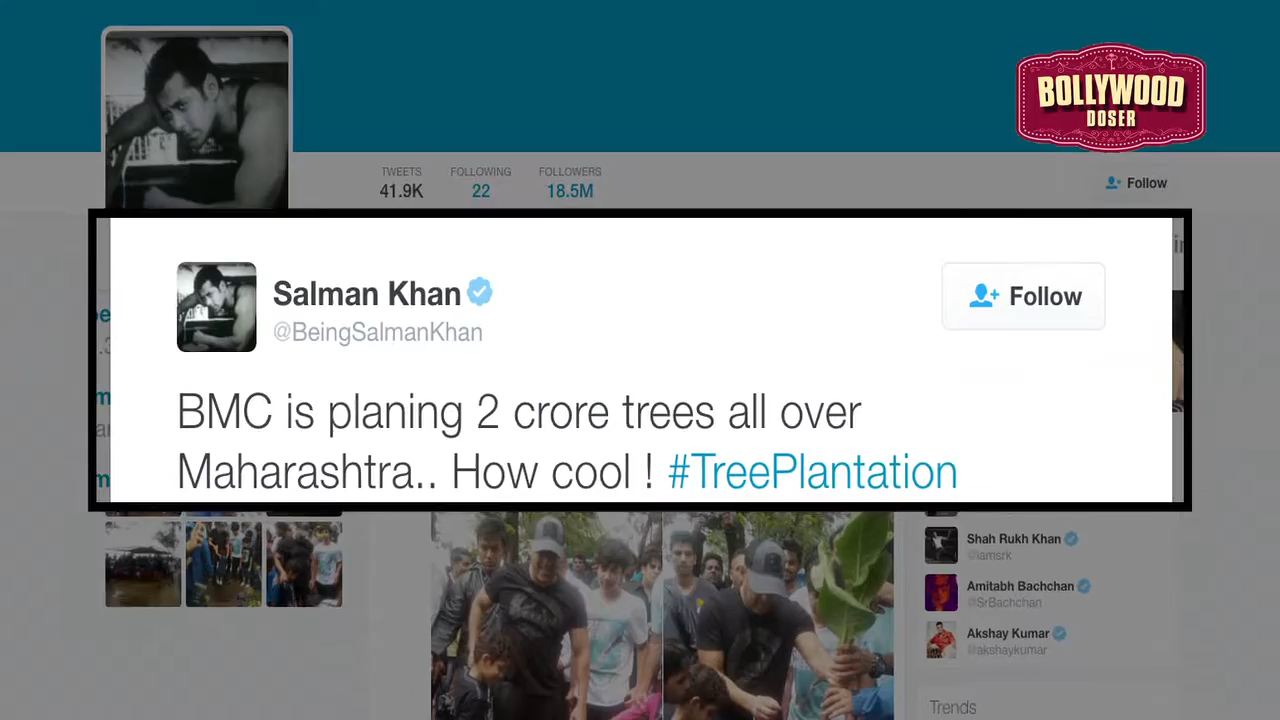 BOLLYWOOD
DOSER
TWEETS FOLLOWING FOLLOWERS
41.9K 22 18.5M
Follow
Salman Khan
@BeingSalmanKhan
Follow
BMC is planing 2 crore trees all over
Maharashtra.. How cool ! #TreePlantation
Shah Rukh Khan
@iamsrk
Amitabh Bachchan
@SrBachchan
Akshay Kumar
@akshaykumar
Trends